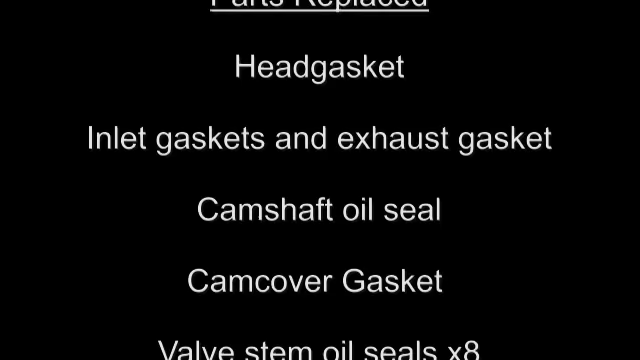 Parts Replaced
Headgasket
Inlet gaskets and exhaust gasket
Camshaft oil seal
Camcover Gasket
Valve stem oil seals x8